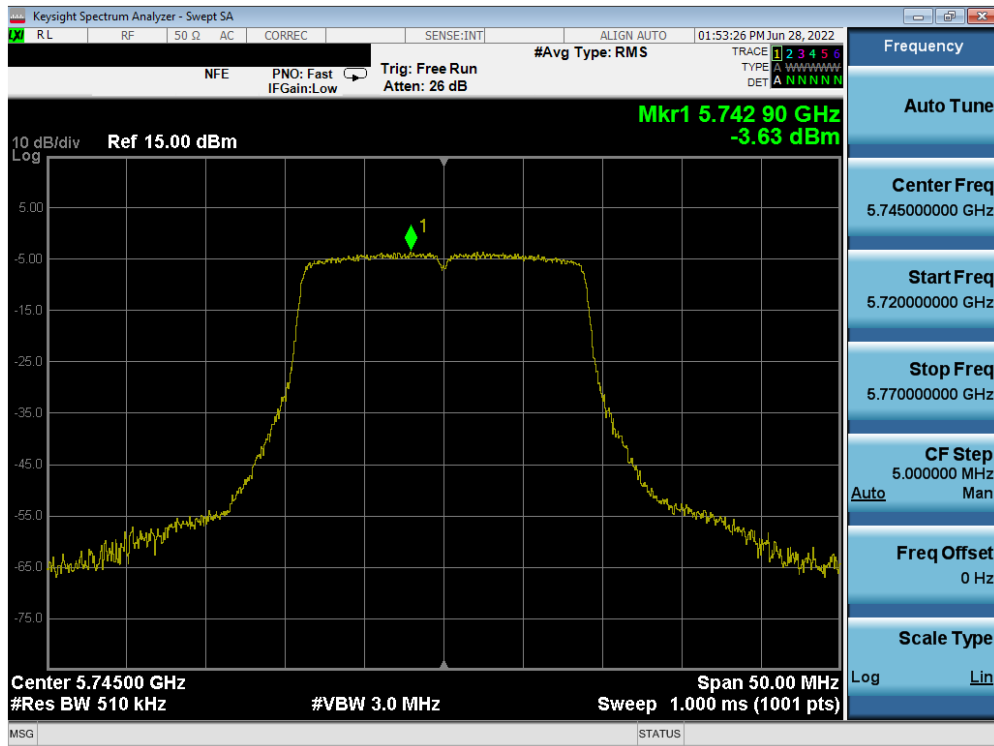 Keysight Spectrum Analyzer - Swept SA
LXI RL RF 50 Ω AC CORREC SENSE:INT ALIGN AUTO 01:53:26 PM Jun 28, 2022
NFE PNO: Fast Trig: Free Run #Avg Type: RMS TRACE 1 2 3 4 5 6
IFGain:Low Atten: 26 dB TYPE A WWWWW
DET A N N N N N
Mkr1 5.742 90 GHz
-3.63 dBm
10 dB/div Ref 15.00 dBm
Log
1
5.00
-5.00
-15.0
-25.0
-35.0
-45.0
-55.0
-65.0
-75.0
Center 5.74500 GHz Span 50.00 MHz
#Res BW 510 kHz #VBW 3.0 MHz Sweep 1.000 ms (1001 pts)
MSG STATUS
Frequency
Auto Tune
Center Freq
5.745000000 GHz
Start Freq
5.720000000 GHz
Stop Freq
5.770000000 GHz
CF Step
5.000000 MHz
Auto Man
Freq Offset
0 Hz
Scale Type
Log Lin